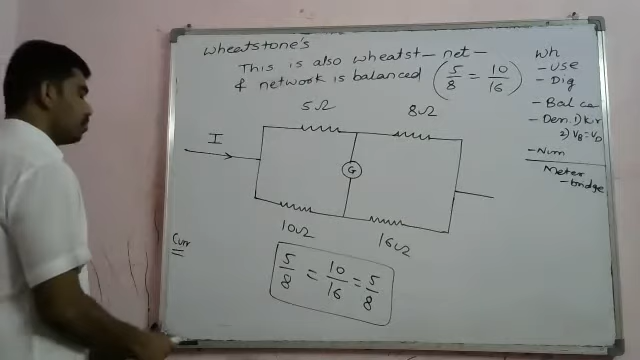 Wheatstone's
This is also wheatst- net-
& network is balanced (5/8 = 10/16)
5Ω
8Ω
I
G
10Ω
16Ω
5/8 = 10/16 = 5/8
Curr
Wh
- Use
- Dig
- Bal ce
- Deri. 1) Kir
2) VB = VD
- Num
Meter
- bridge